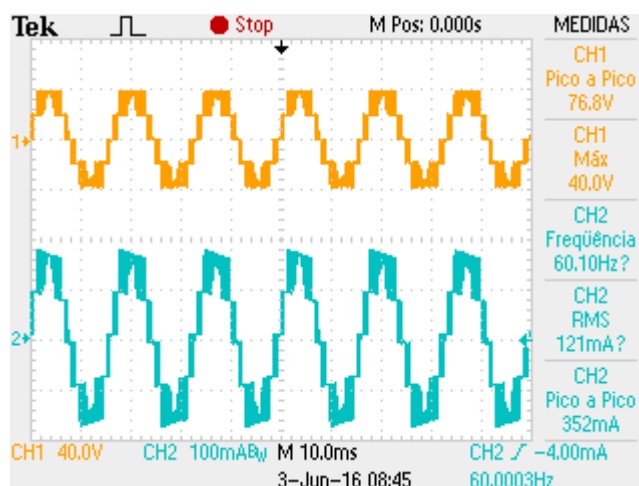 Tek Stop M Pos: 0.000s MEDIDAS
CH1
Pico a Pico
76.8V
CH1
Máx
40.0V
CH2
Freqüência
60.10Hz?
CH2
RMS
121mA?
CH2
Pico a Pico
352mA
1
2
CH1 40.0V CH2 100mABW M 10.0ms CH2 -4.00mA
3-Jun-16 08:45 60.0003Hz